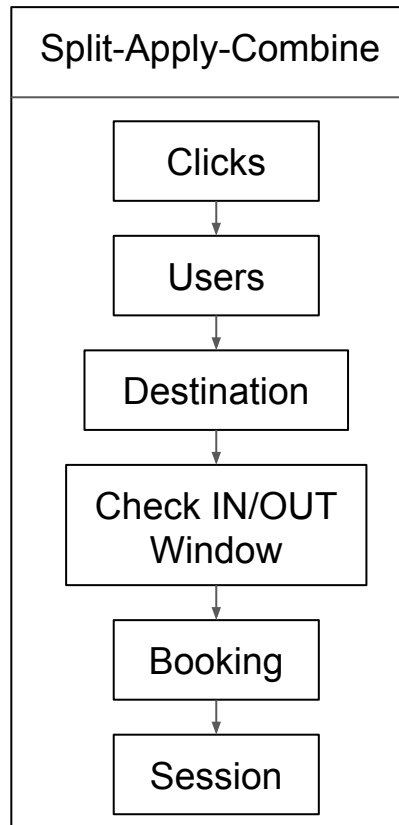 Split-Apply-Combine
Clicks
Users
Destination
Check IN/OUT
Window
Booking
Session